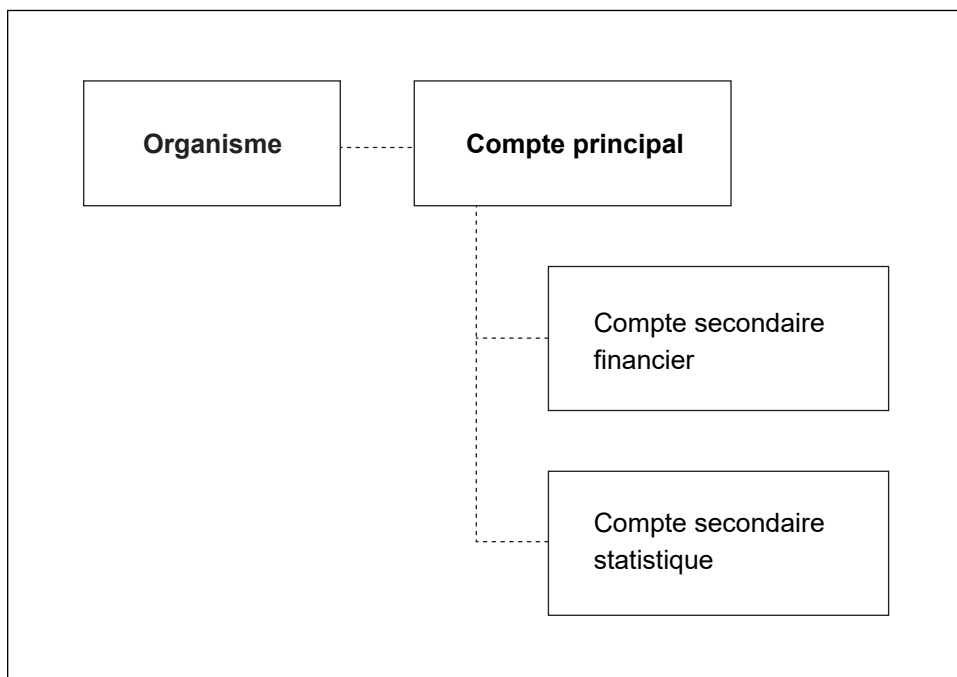 Organisme
Compte principal
Compte secondaire
financier
Compte secondaire
statistique